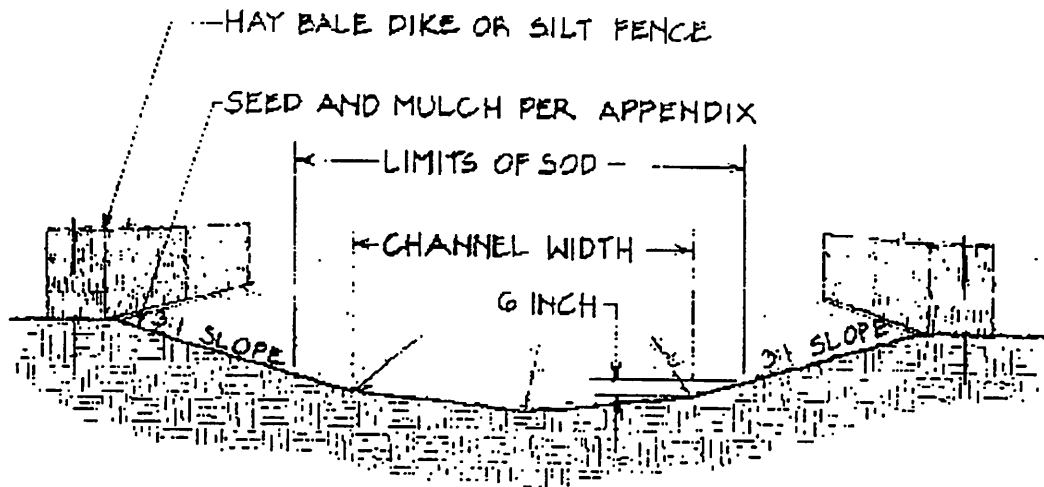 HAY BALE DIKE OR SILT FENCE
SEED AND MULCH PER APPENDIX
LIMITS OF SOD
CHANNEL WIDTH
6 INCH
3:1 SLOPE
3:1 SLOPE